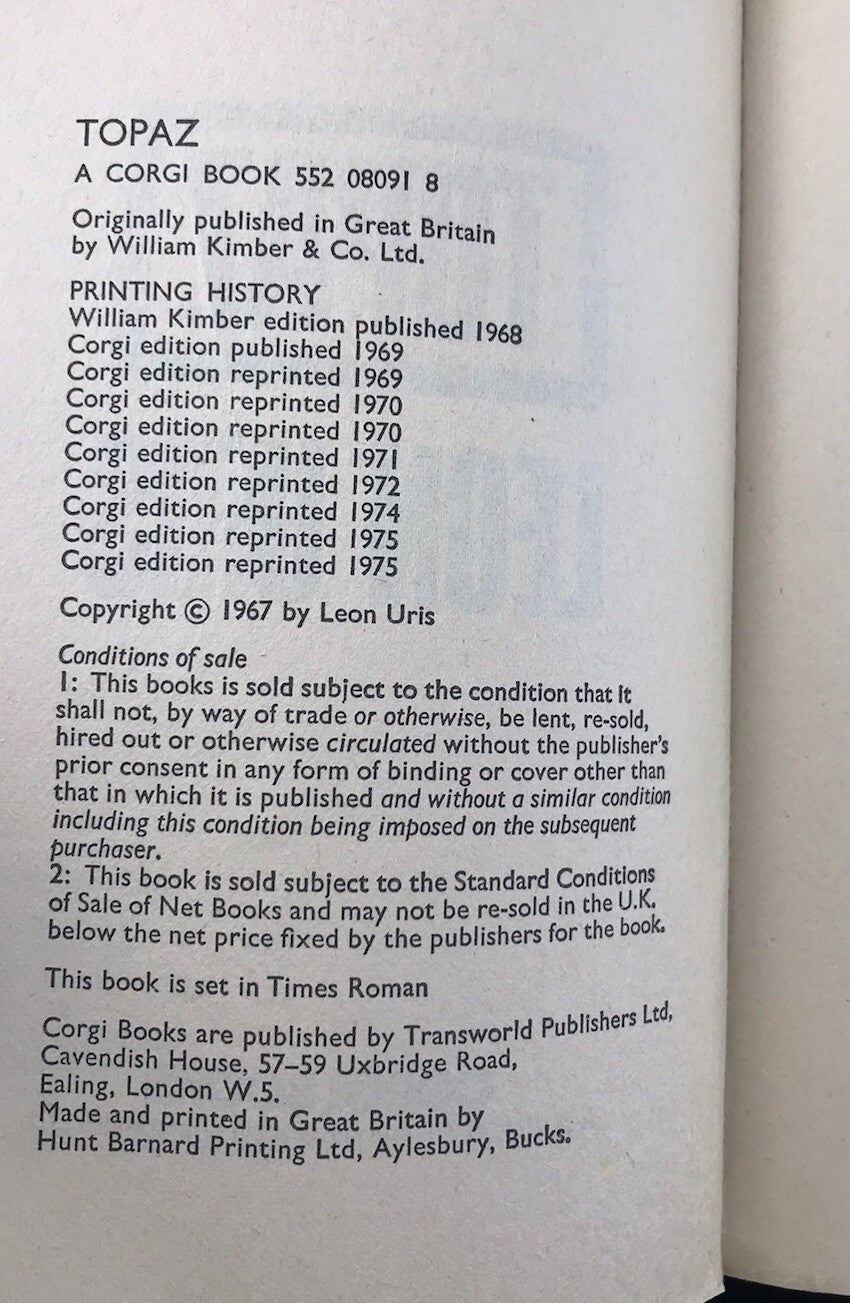 TOPAZ
A CORGI BOOK 552 08091 8
Originally published in Great Britain
by William Kimber & Co. Ltd.
PRINTING HISTORY
William Kimber edition published 1968
Corgi edition published 1969
Corgi edition reprinted 1969
Corgi edition reprinted 1970
Corgi edition reprinted 1970
Corgi edition reprinted 1971
Corgi edition reprinted 1972
Corgi edition reprinted 1974
Corgi edition reprinted 1975
Corgi edition reprinted 1975
Copyright © 1967 by Leon Uris
Conditions of sale
1: This books is sold subject to the condition that it
shall not, by way of trade or otherwise, be lent, re-sold,
hired out or otherwise circulated without the publisher's
prior consent in any form of binding or cover other than
that in which it is published and without a similar condition
including this condition being imposed on the subsequent
purchaser.
2: This book is sold subject to the Standard Conditions
of Sale of Net Books and may not be re-sold in the U.K.
below the net price fixed by the publishers for the book.
This book is set in Times Roman
Corgi Books are published by Transworld Publishers Ltd,
Cavendish House, 57–59 Uxbridge Road,
Ealing, London W.5.
Made and printed in Great Britain by
Hunt Barnard Printing Ltd, Aylesbury, Bucks.